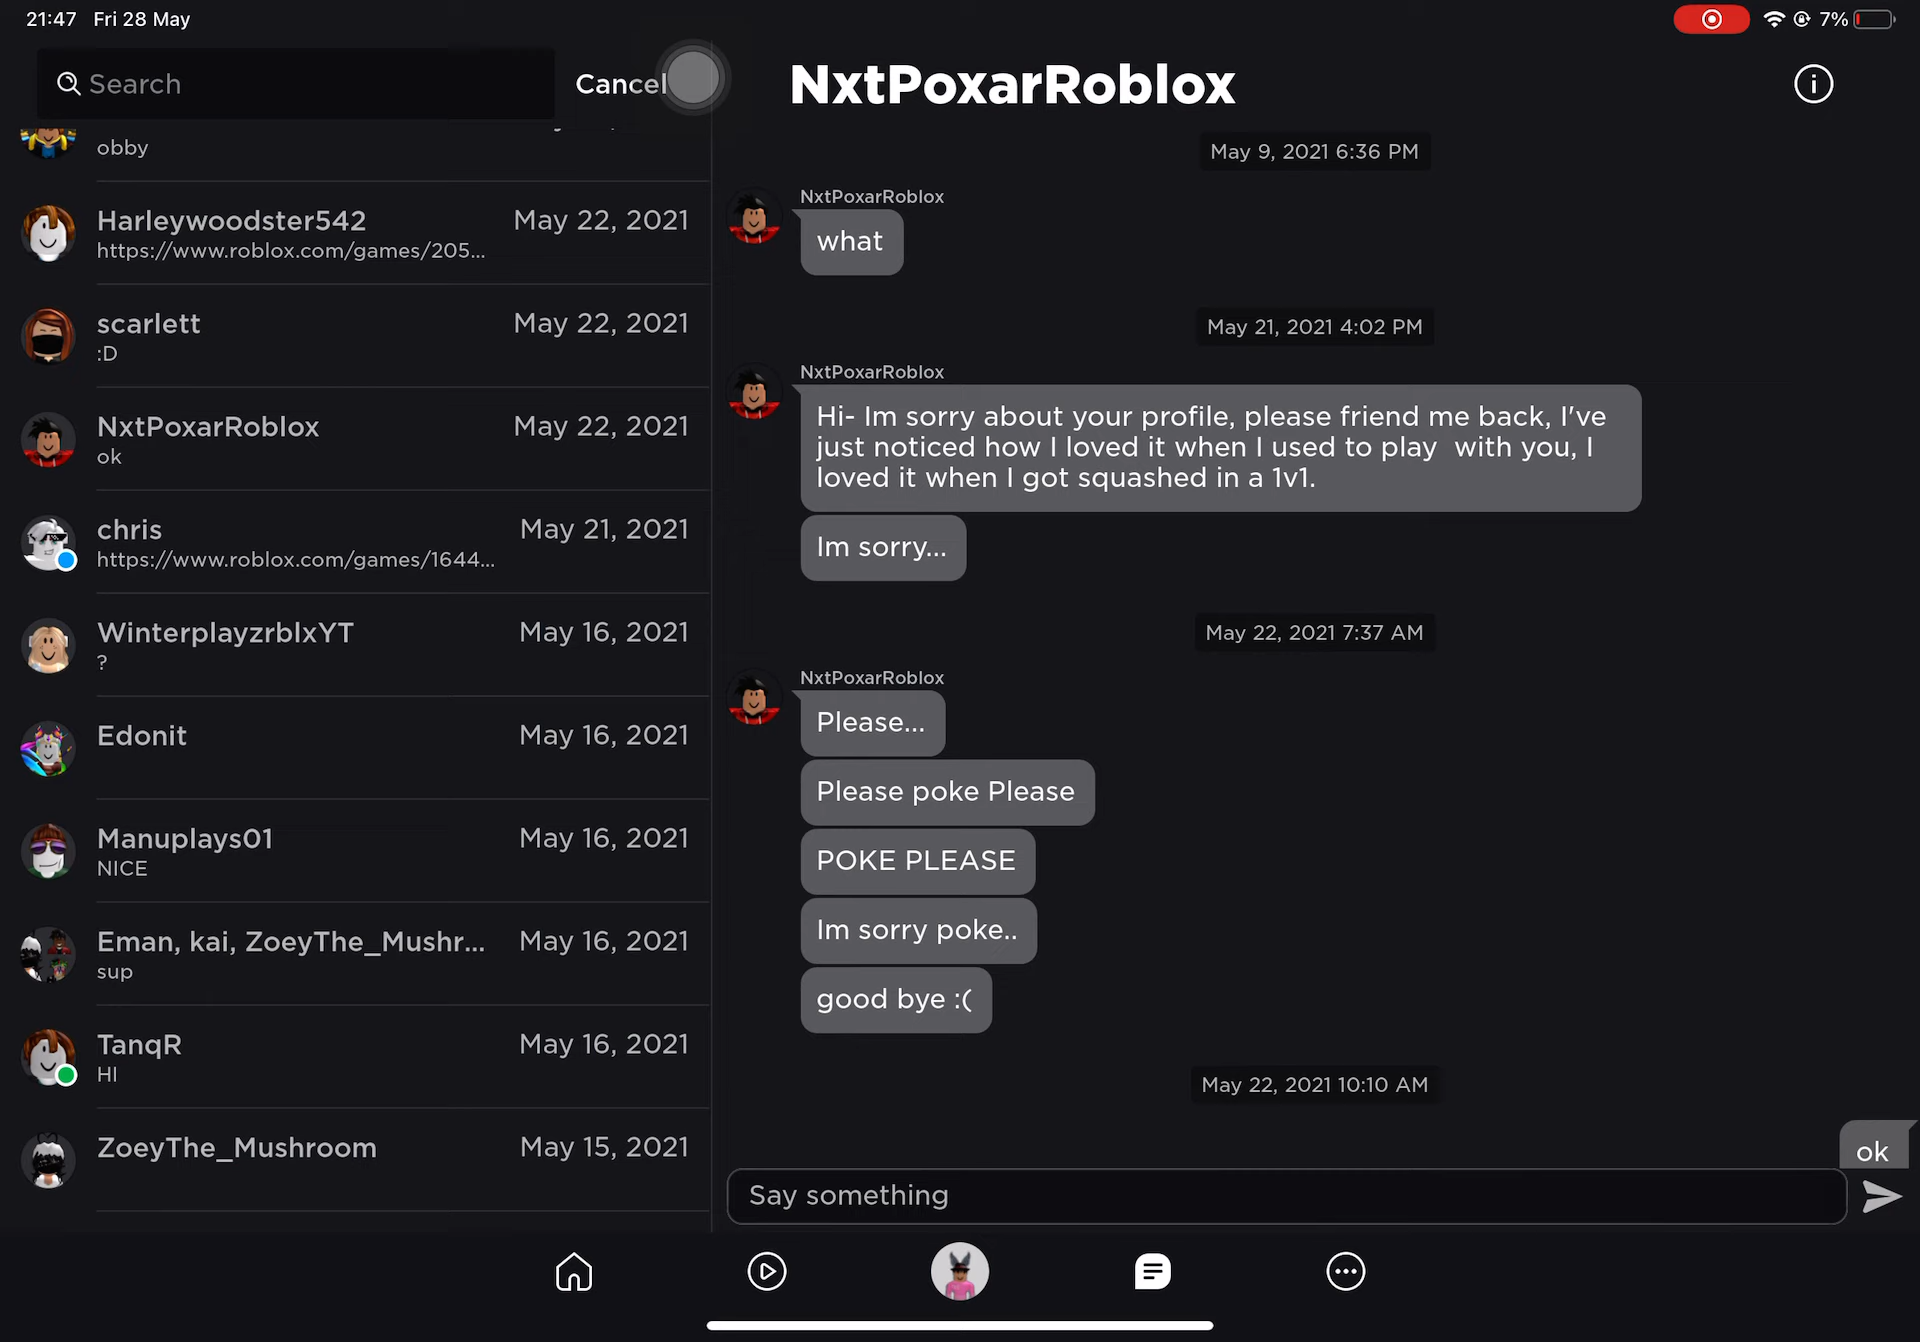 21:47 Fri 28 May
7%
Search
Cancel
obby
Harleywoodster542 May 22, 2021
https://www.roblox.com/games/205...
scarlett May 22, 2021
:D
NxtPoxarRoblox May 22, 2021
ok
chris May 21, 2021
https://www.roblox.com/games/1644...
WinterplayzrblxYT May 16, 2021
?
Edonit May 16, 2021
Manuplays01 May 16, 2021
NICE
Eman, kai, ZoeyThe_Mushr... May 16, 2021
sup
TanqR May 16, 2021
HI
ZoeyThe_Mushroom May 15, 2021
NxtPoxarRoblox
May 9, 2021 6:36 PM
NxtPoxarRoblox
what
May 21, 2021 4:02 PM
NxtPoxarRoblox
Hi- Im sorry about your profile, please friend me back, I've
just noticed how I loved it when I used to play  with you, I
loved it when I got squashed in a 1v1.
Im sorry...
May 22, 2021 7:37 AM
NxtPoxarRoblox
Please...
Please poke Please
POKE PLEASE
Im sorry poke..
good bye :(
May 22, 2021 10:10 AM
ok
Say something